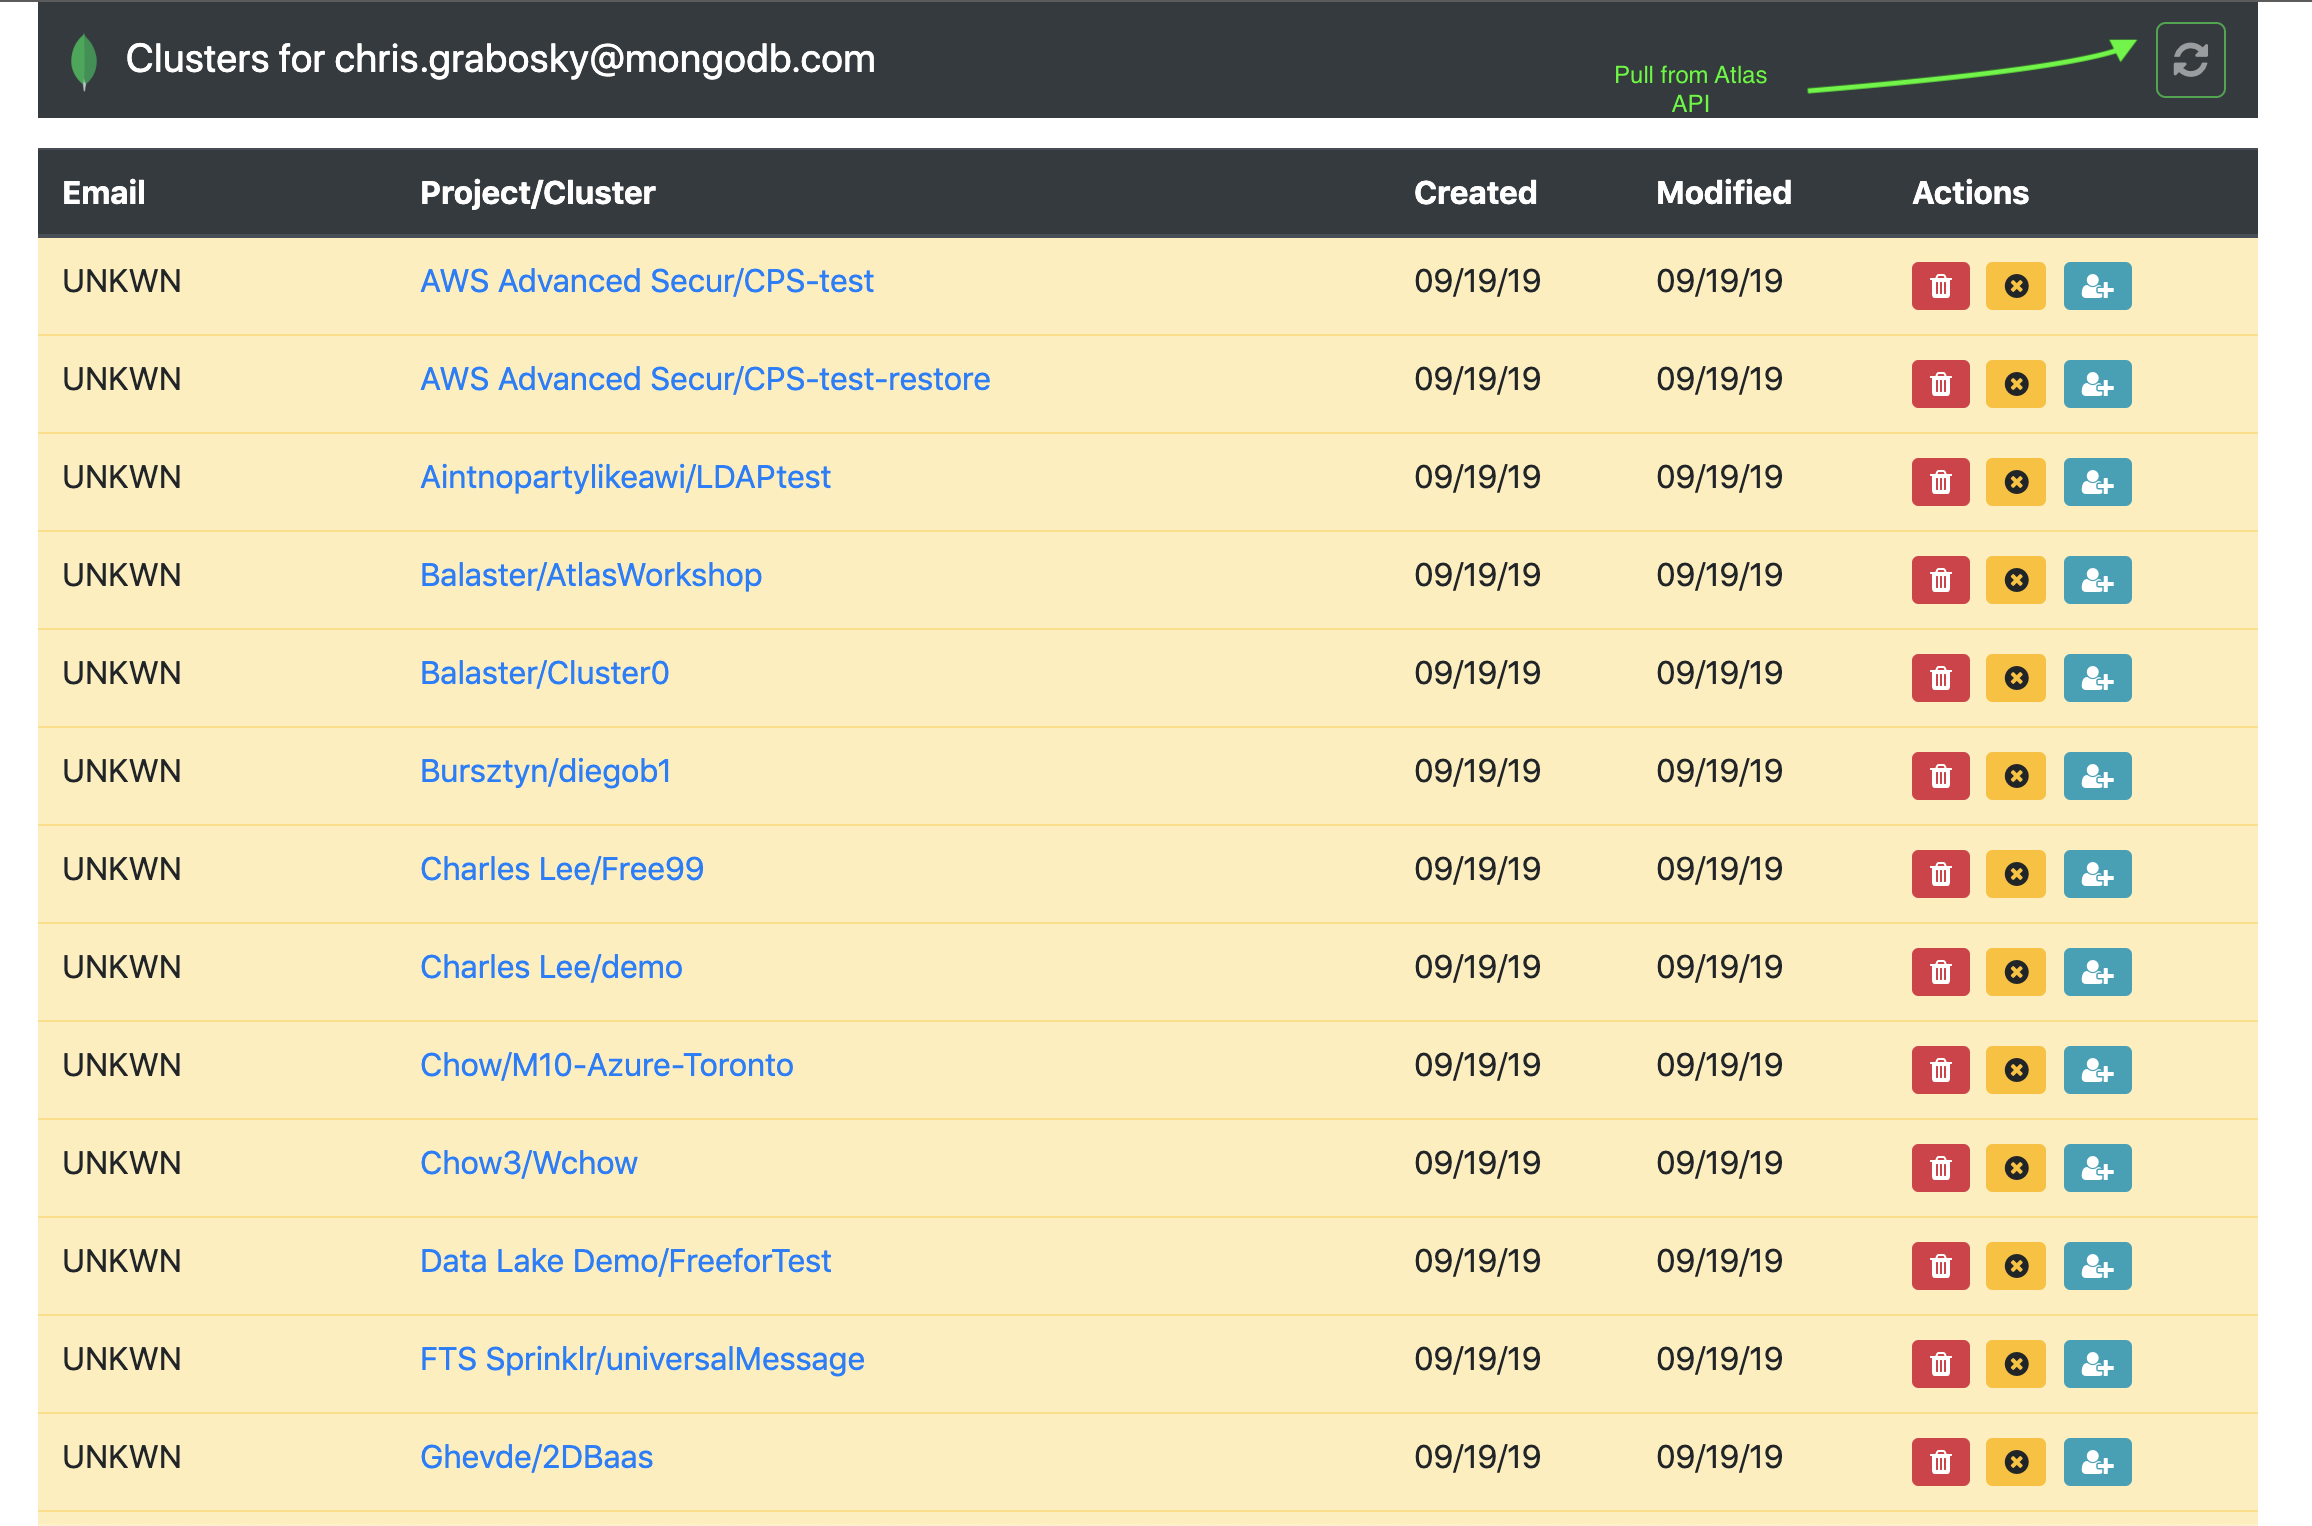 Clusters for chris.grabosky@mongodb.com
Pull from Atlas
API
Email Project/Cluster Created Modified Actions
UNKWN AWS Advanced Secur/CPS-test 09/19/19 09/19/19
UNKWN AWS Advanced Secur/CPS-test-restore 09/19/19 09/19/19
UNKWN Aintnopartylikeawi/LDAPtest 09/19/19 09/19/19
UNKWN Balaster/AtlasWorkshop 09/19/19 09/19/19
UNKWN Balaster/Cluster0 09/19/19 09/19/19
UNKWN Bursztyn/diegob1 09/19/19 09/19/19
UNKWN Charles Lee/Free99 09/19/19 09/19/19
UNKWN Charles Lee/demo 09/19/19 09/19/19
UNKWN Chow/M10-Azure-Toronto 09/19/19 09/19/19
UNKWN Chow3/Wchow 09/19/19 09/19/19
UNKWN Data Lake Demo/FreeforTest 09/19/19 09/19/19
UNKWN FTS Sprinklr/universalMessage 09/19/19 09/19/19
UNKWN Ghevde/2DBaas 09/19/19 09/19/19